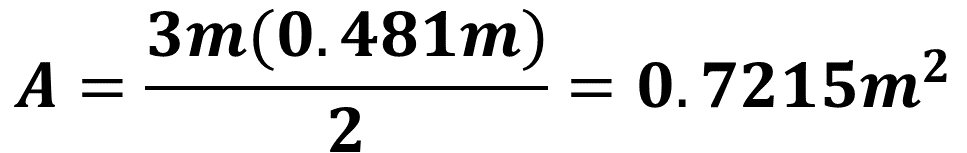 A = 3m(0.481m) / 2 = 0.7215m²